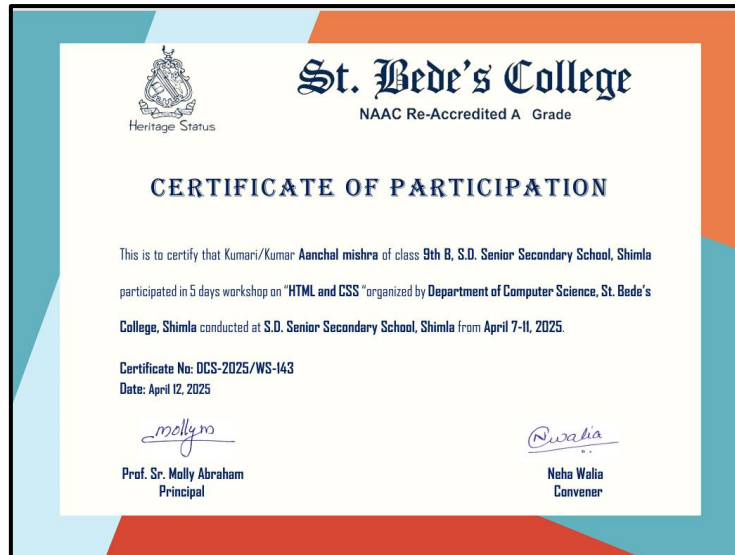 St. Bede's College
Heritage Status
NAAC Re-Accredited A Grade
CERTIFICATE OF PARTICIPATION
This is to certify that Kumari/Kumar Aanchal mishra of class 9th B, S.D. Senior Secondary School, Shimla
participated in 5 days workshop on "HTML and CSS "organized by Department of Computer Science, St. Bede's
College, Shimla conducted at S.D. Senior Secondary School, Shimla from April 7-11, 2025.
Certificate No: DCS-2025/WS-143
Date: April 12, 2025
mollym
Nwalia
Prof. Sr. Molly Abraham
Neha Walia
Principal
Convener